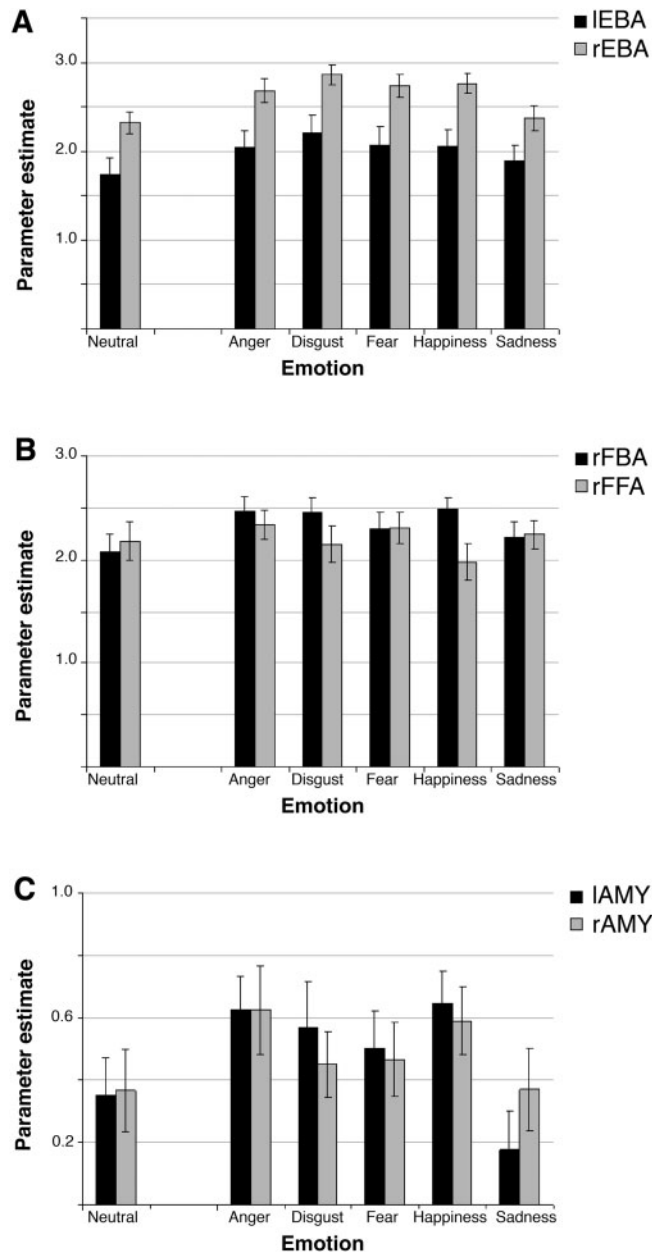 A
lEBA
rEBA
Parameter estimate
3.0
2.0
1.0
Neutral Anger Disgust Fear Happiness Sadness
Emotion
B
rFBA
rFFA
Parameter estimate
3.0
2.0
1.0
Neutral Anger Disgust Fear Happiness Sadness
Emotion
C
lAMY
rAMY
Parameter estimate
1.0
0.6
0.2
Neutral Anger Disgust Fear Happiness Sadness
Emotion